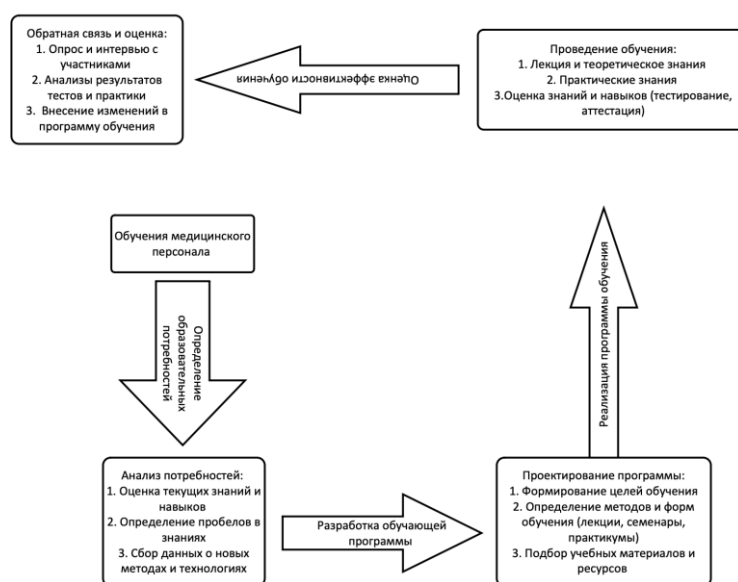 Обратная связь и оценка:
1. Опрос и интервью с
участниками
2. Анализы результатов
тестов и практики
3. Внесение изменений в
программу обучения
Оценка эффективности обучения
Проведение обучения:
1. Лекция и теоретическое знания
2. Практические знания
3.Оценка знаний и навыков (тестирование,
аттестация)
Обучения медицинского
персонала
Определение
образовательных
потребностей
Реализация программы обучения
Анализ потребностей:
1. Оценка текущих знаний и
навыков
2. Определение пробелов в
знаниях
3. Сбор данных о новых
методах и технологиях
Разработка обучающей
программы
Проектирование программы:
1. Формирование целей обучения
2. Определение методов и форм
обучения (лекции, семенары,
практикумы)
3. Подбор учебных материалов и
ресурсов